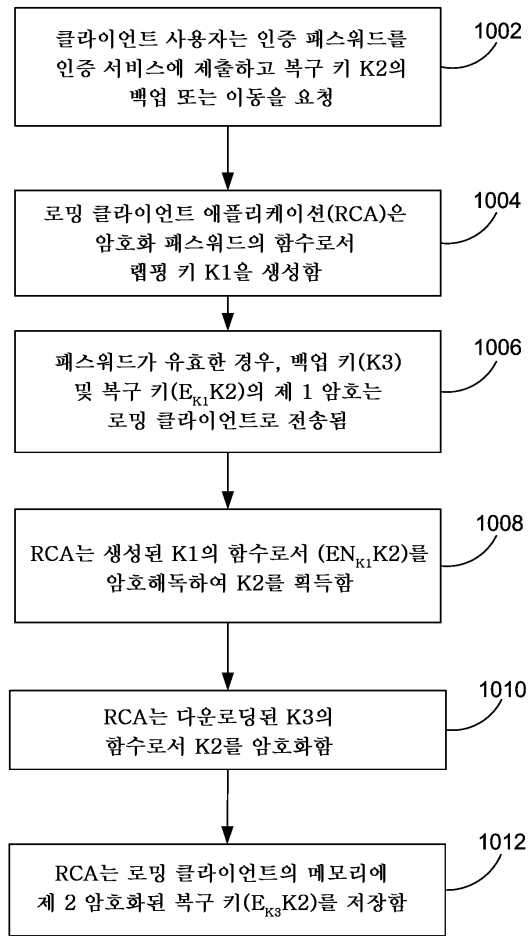 클라이언트 사용자는 인증 패스워드를
인증 서비스에 제출하고 복구 키 K2의
백업 또는 이동을 요청
1002
로밍 클라이언트 애플리케이션(RCA)은
암호화 패스워드의 함수로서
랩핑 키 K1을 생성함
1004
패스워드가 유효한 경우, 백업 키(K3)
및 복구 키(E_K1K2)의 제 1 암호는
로밍 클라이언트로 전송됨
1006
RCA는 생성된 K1의 함수로서 (EN_K1K2)를
암호해독하여 K2를 획득함
1008
RCA는 다운로딩된 K3의
함수로서 K2를 암호화함
1010
RCA는 로밍 클라이언트의 메모리에
제 2 암호화된 복구 키(E_K3K2)를 저장함
1012